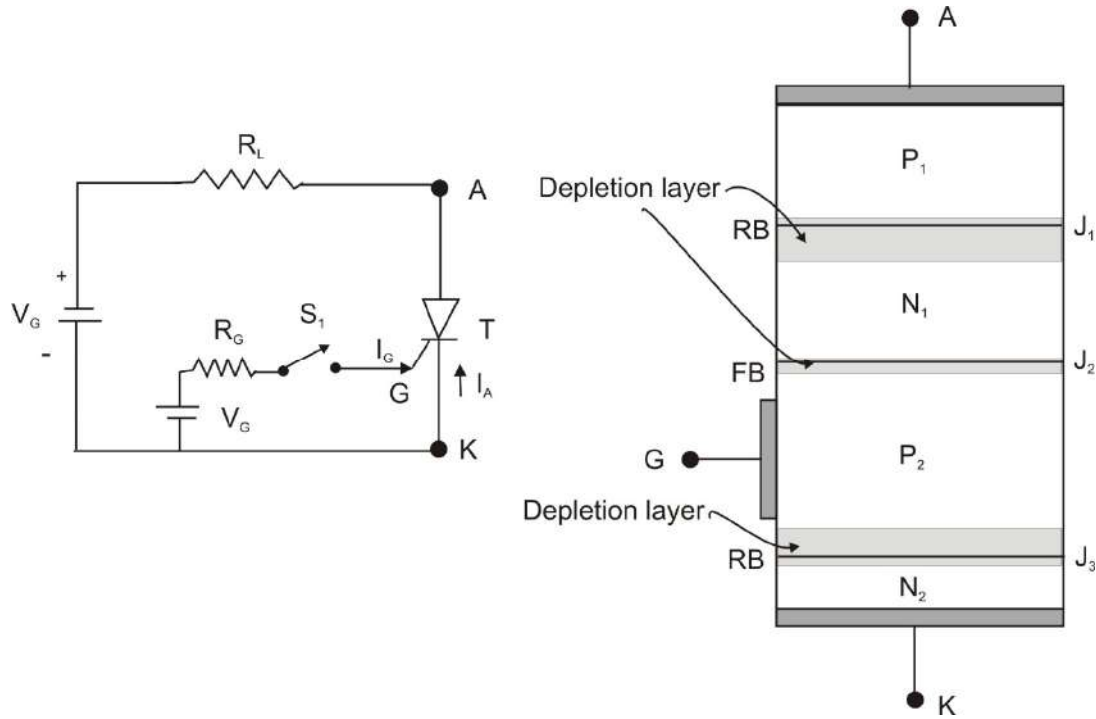 R_L
A
+
V_G
-
R_G
S_1
I_G
G
T
I_A
V_G
K
A
P_1
Depletion layer
RB
J_1
N_1
FB
J_2
G
P_2
Depletion layer
RB
J_3
N_2
K